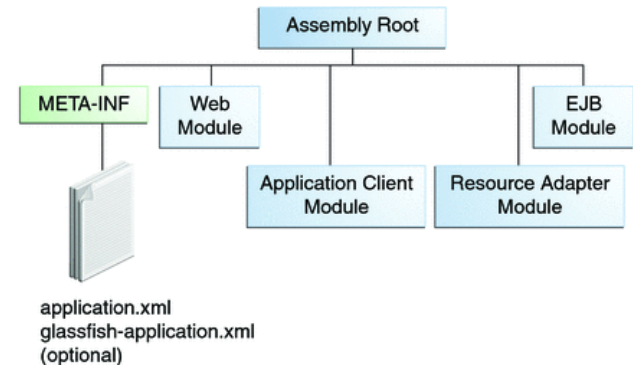 Assembly Root
META-INF
Web
Module
EJB
Module
Application Client
Module
Resource Adapter
Module
application.xml
glassfish-application.xml
(optional)